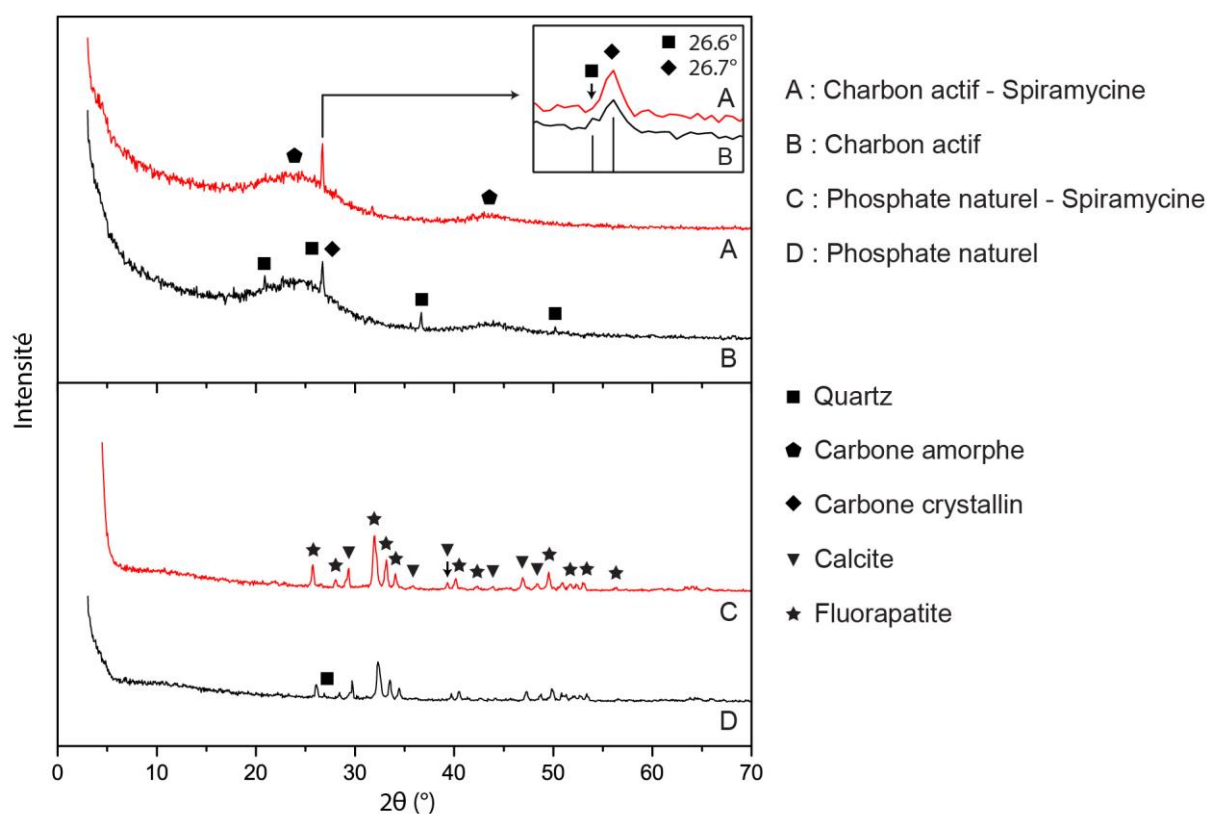 26.6°
26.7°
A
B
A
B
C
D
Intensité
0 10 20 30 40 50 60 70
2θ (°)
A : Charbon actif - Spiramycine
B : Charbon actif
C : Phosphate naturel - Spiramycine
D : Phosphate naturel
Quartz
Carbone amorphe
Carbone crystallin
Calcite
Fluorapatite